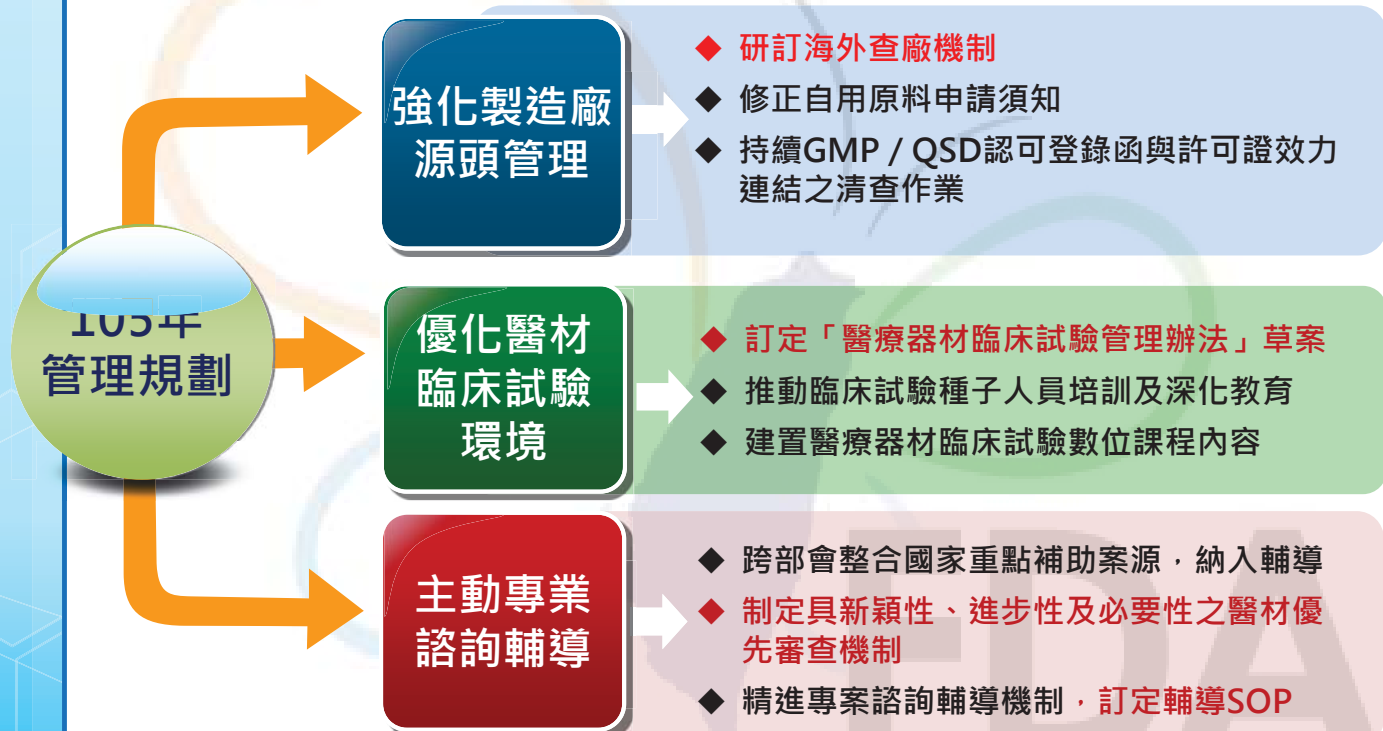 105年
管理規劃
強化製造廠
源頭管理
◆ 研訂海外查廠機制
◆ 修正自用原料申請須知
◆ 持續GMP / QSD認可登錄函與許可證效力
連結之清查作業
優化醫材
臨床試驗
環境
◆ 訂定「醫療器材臨床試驗管理辦法」草案
◆ 推動臨床試驗種子人員培訓及深化教育
◆ 建置醫療器材臨床試驗數位課程內容
主動專業
諮詢輔導
◆ 跨部會整合國家重點補助案源，納入輔導
◆ 制定具新穎性、進步性及必要性之醫材優
先審查機制
◆ 精進專案諮詢輔導機制，訂定輔導SOP
FDA